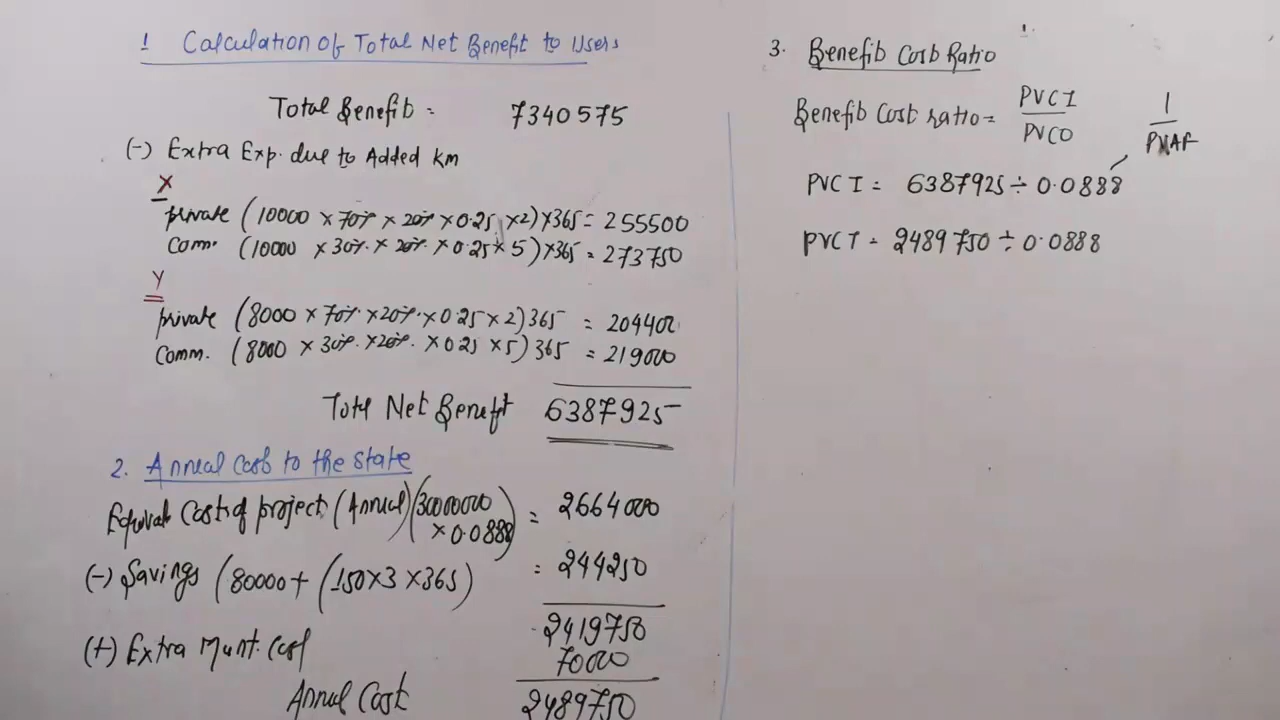 1 Calculation of Total Net Benefit to Users
Total Benefit = 7340575
(-) Extra Exp. due to Added Km
X
private (10000 × 70% × 20% × 0.25 × 2) × 365 = 255500
Comm. (10000 × 30% × 20% × 0.25 × 5) × 365 = 273750
Y
private (8000 × 70% × 20% × 0.25 × 2) 365 = 204400
Comm. (8000 × 30% × 20% × 0.25 × 5) 365 = 219000
Total Net Benefit 6387925
2. Annual Cost to the state
Equival Cost of project (Annual) (30000000 × 0.0888) = 2664000
(-) Savings (80000 + (150 × 3 × 365) = 244250
2419750
(+) Extra Maint. Cost 70000
Annual Cost 2489750
3. Benefit Cost Ratio
Benefit Cost ratio = PVCI / PVCO
1 / PVAF
PVCI = 6387925 ÷ 0.0888
PVCI = 2489750 ÷ 0.0888